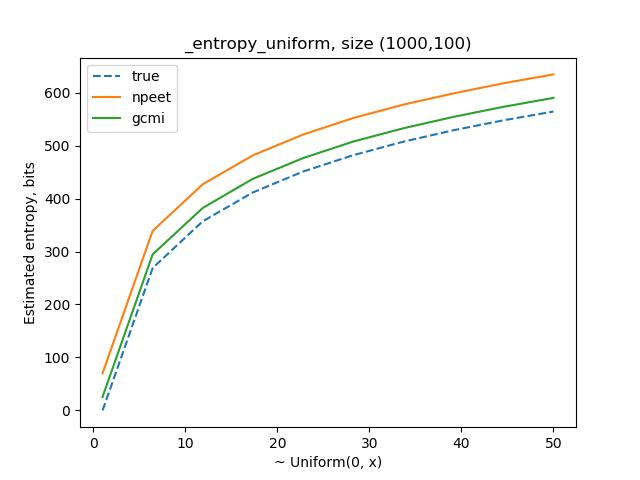 _entropy_uniform, size (1000,100)
true
npeet
gcmi
Estimated entropy, bits
600
500
400
300
200
100
0
0 10 20 30 40 50
~ Uniform(0, x)